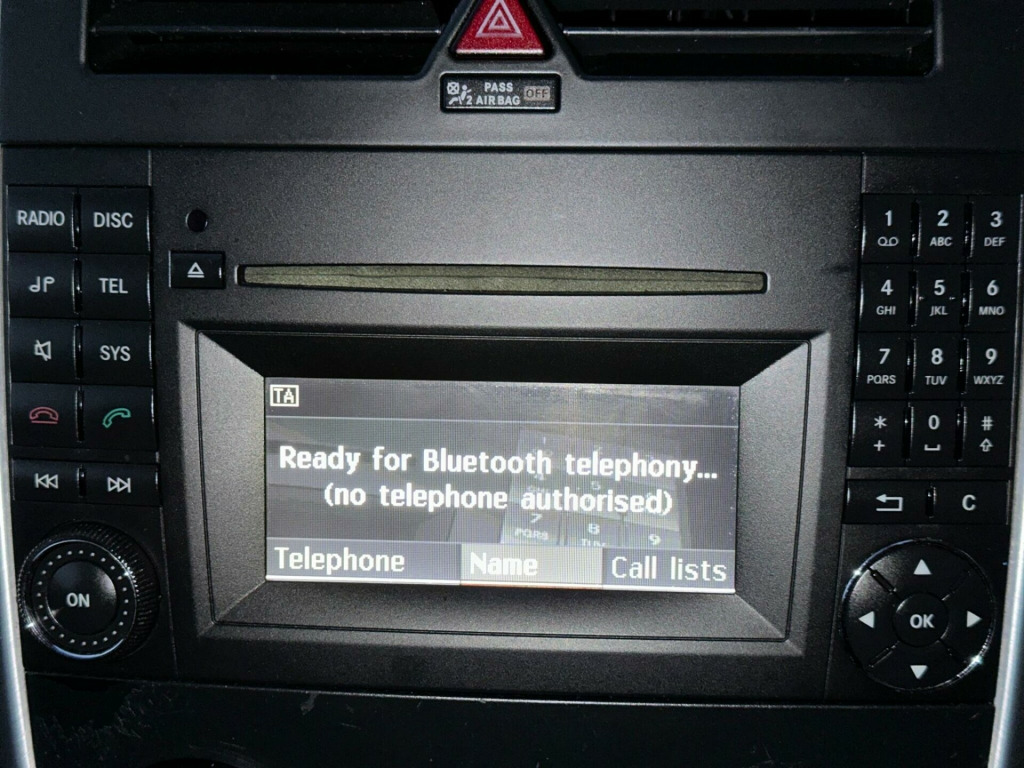 PASS
2 AIRBAG OFF
RADIO DISC
TEL
SYS
ON
TA
Ready for Bluetooth telephony...
(no telephone authorised)
Telephone Name Call lists
1 2 3
ABC DEF
4 5 6
GHI JKL MNO
7 8 9
PQRS TUV WXYZ
* 0 #
+
C
OK